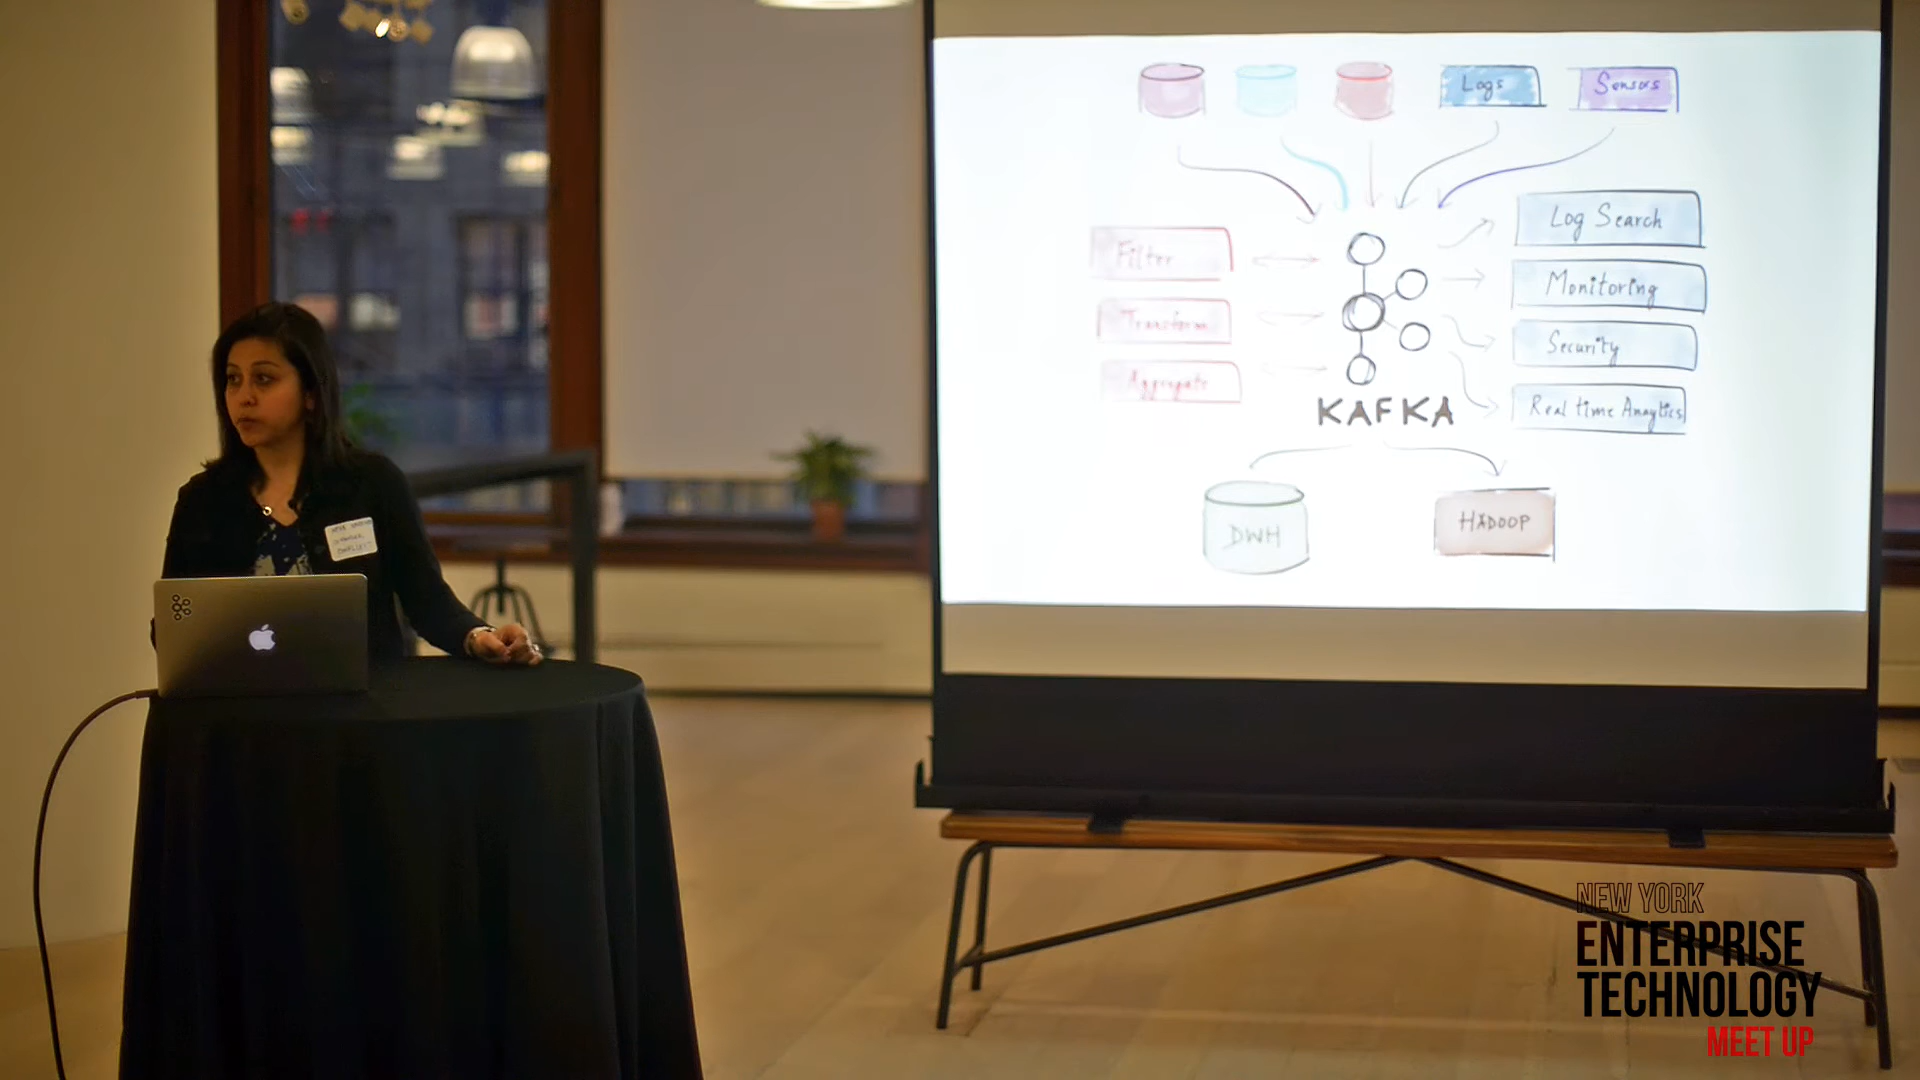 Logs
Sensors
Filter
Log Search
Monitoring
Transform
Security
Aggregate
Real time Anaytics
KAFKA
DWH
HADOOP
NEW YORK
ENTERPRISE
TECHNOLOGY
MEET UP